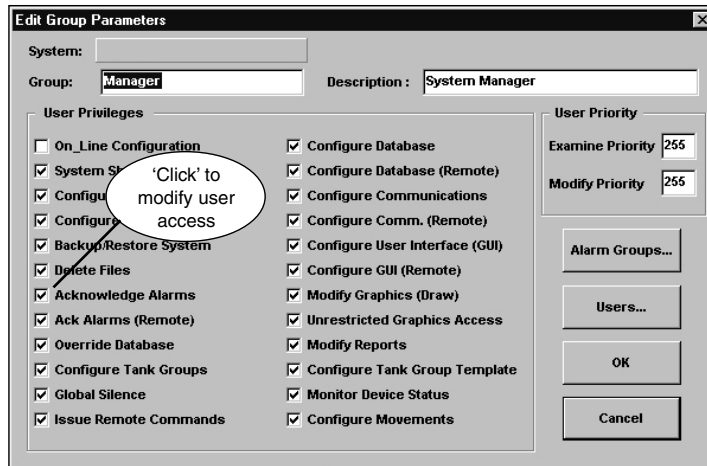 Edit Group Parameters
System:
Group: Manager Description : System Manager
User Privileges
On_Line Configuration
System
Backup/Restore System
Delete Files
Acknowledge Alarms
Ack Alarms (Remote)
Override Database
Configure Tank Groups
Global Silence
Issue Remote Commands
'Click' to
modify user
access
Configure Database
Configure Database (Remote)
Configure Communications
Configure Comm. (Remote)
Configure User Interface (GUI)
Configure GUI (Remote)
Modify Graphics (Draw)
Unrestricted Graphics Access
Modify Reports
Configure Tank Group Template
Monitor Device Status
Configure Movements
User Priority
Examine Priority 255
Modify Priority 255
Alarm Groups...
Users...
OK
Cancel